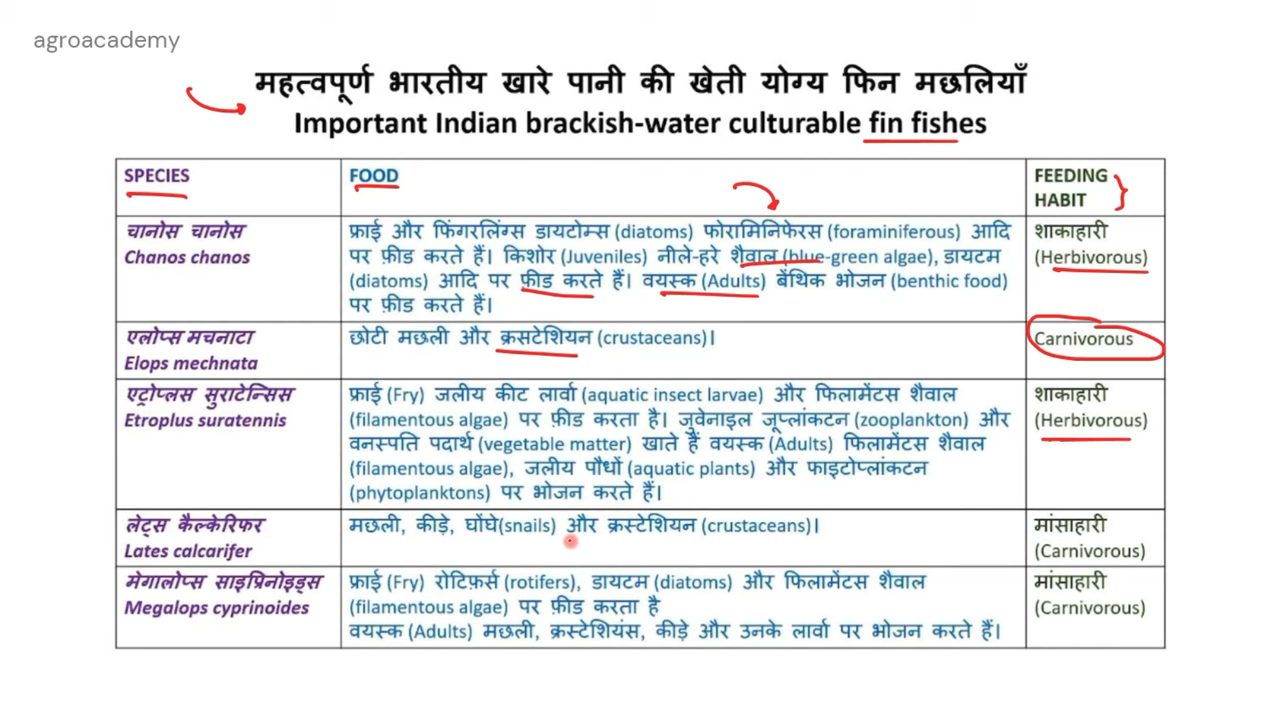 agroacademy
महत्वपूर्ण भारतीय खारे पानी की खेती योग्य फिन मछलियाँ
Important Indian brackish-water culturable fin fishes
SPECIES
FOOD
FEEDING
HABIT
चानोस चानोस
Chanos chanos
फ्राई और फिंगरलिंग्स डायटोम्स (diatoms) फोरामिनिफेरस (foraminiferous) आदि
पर फ़ीड करते हैं। किशोर (Juveniles) नीले-हरे शैवाल (blue-green algae), डायटम
(diatoms) आदि पर फ़ीड करते हैं। वयस्क (Adults) बेंथिक भोजन (benthic food)
पर फ़ीड करते हैं।
शाकाहारी
(Herbivorous)
एलोप्स मचनाटा
Elops mechnata
छोटी मछली और क्रसटेशियन (crustaceans)।
Carnivorous
एट्रोप्लस सुराटेन्सिस
Etroplus suratennis
फ्राई (Fry) जलीय कीट लार्वा (aquatic insect larvae) और फिलामेंटस शैवाल
(filamentous algae) पर फ़ीड करता है। जुवेनाइल जूप्लांकटन (zooplankton) और
वनस्पति पदार्थ (vegetable matter) खाते हैं वयस्क (Adults) फिलामेंटस शैवाल
(filamentous algae), जलीय पौधों (aquatic plants) और फाइटोप्लांकटन
(phytoplanktons) पर भोजन करते हैं।
शाकाहारी
(Herbivorous)
लेट्स कैल्केरिफर
Lates calcarifer
मछली, कीड़े, घोंघे(snails) और क्रस्टेशियन (crustaceans)।
मांसाहारी
(Carnivorous)
मेगालोप्स साइप्रिनोइड्स
Megalops cyprinoides
फ्राई (Fry) रोटिफ़र्स (rotifers), डायटम (diatoms) और फिलामेंटस शैवाल
(filamentous algae) पर फ़ीड करता है
वयस्क (Adults) मछली, क्रस्टेशियंस, कीड़े और उनके लार्वा पर भोजन करते हैं।
मांसाहारी
(Carnivorous)